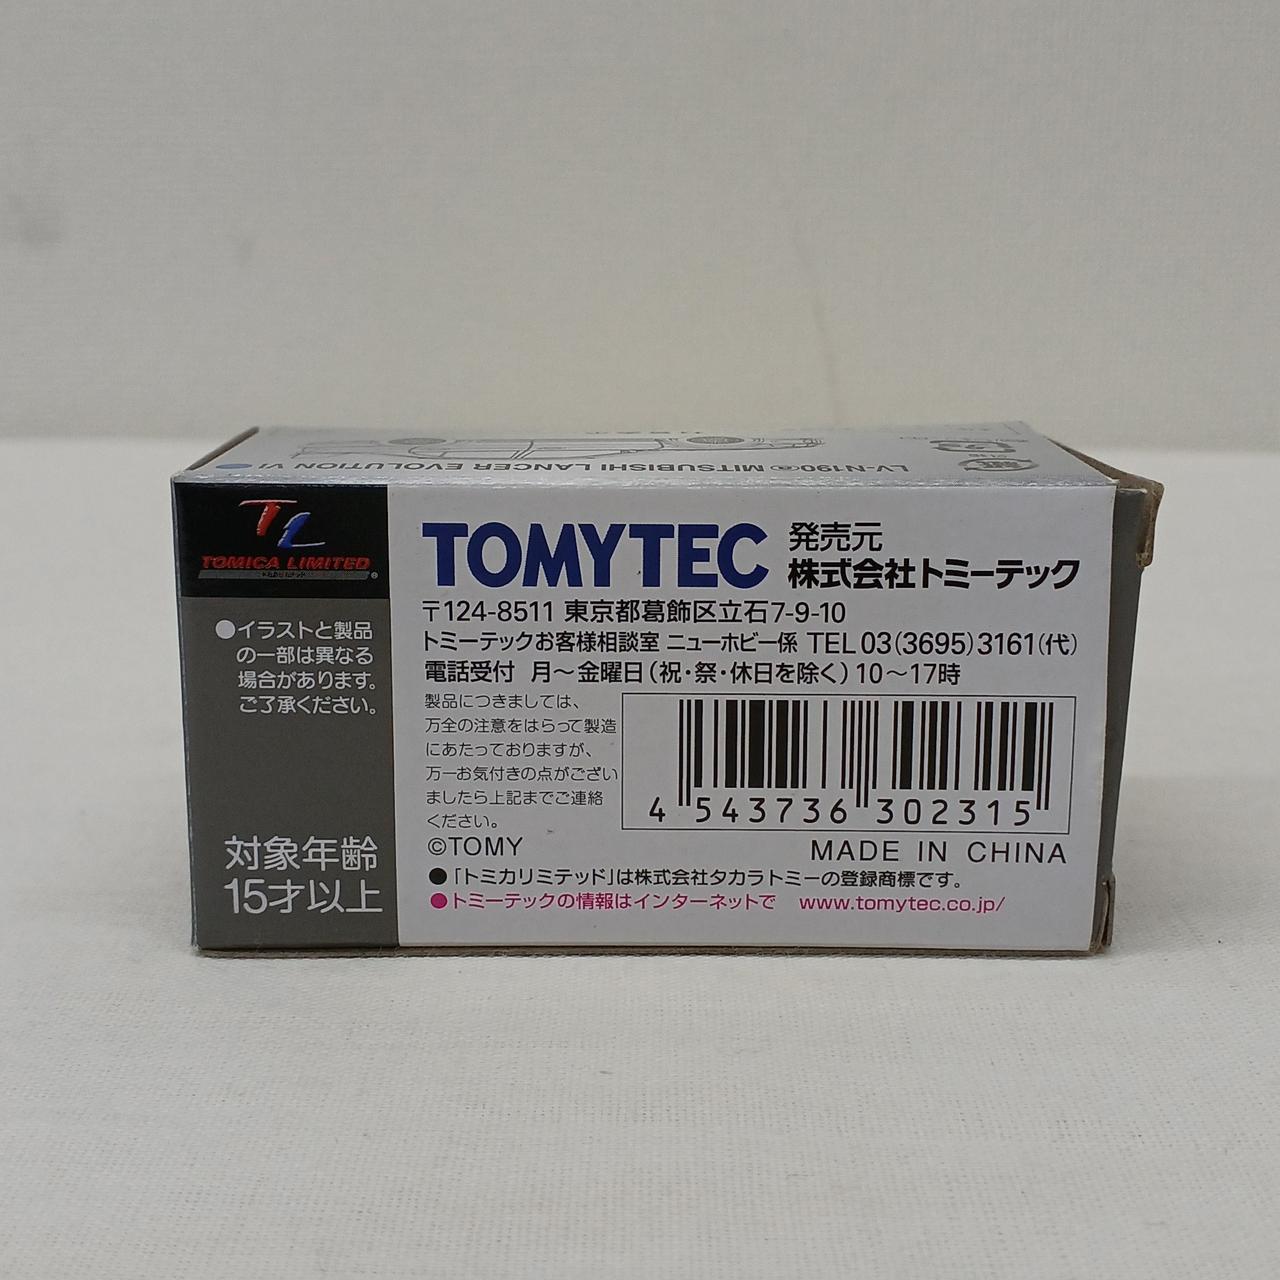 LV-N190ⓐ MITSUBISHI LANCER EVOLUTION VI
TL
TOMICA LIMITED
●イラストと製品
の一部は異なる
場合があります。
ご了承ください。
対象年齢
15才以上
TOMYTEC 発売元
株式会社トミーテック
〒124-8511 東京都葛飾区立石7-9-10
トミーテックお客様相談室 ニューホビー係 TEL 03(3695)3161(代)
電話受付 月〜金曜日(祝・祭・休日を除く)10〜17時
製品につきましては、
万全の注意をはらって製造
にあたっておりますが、
万一お気付きの点がござい
ましたら上記までご連絡
ください。
4 543736 302315
©TOMY MADE IN CHINA
●「トミカリミテッド」は株式会社タカラトミーの登録商標です。
●トミーテックの情報はインターネットで www.tomytec.co.jp/